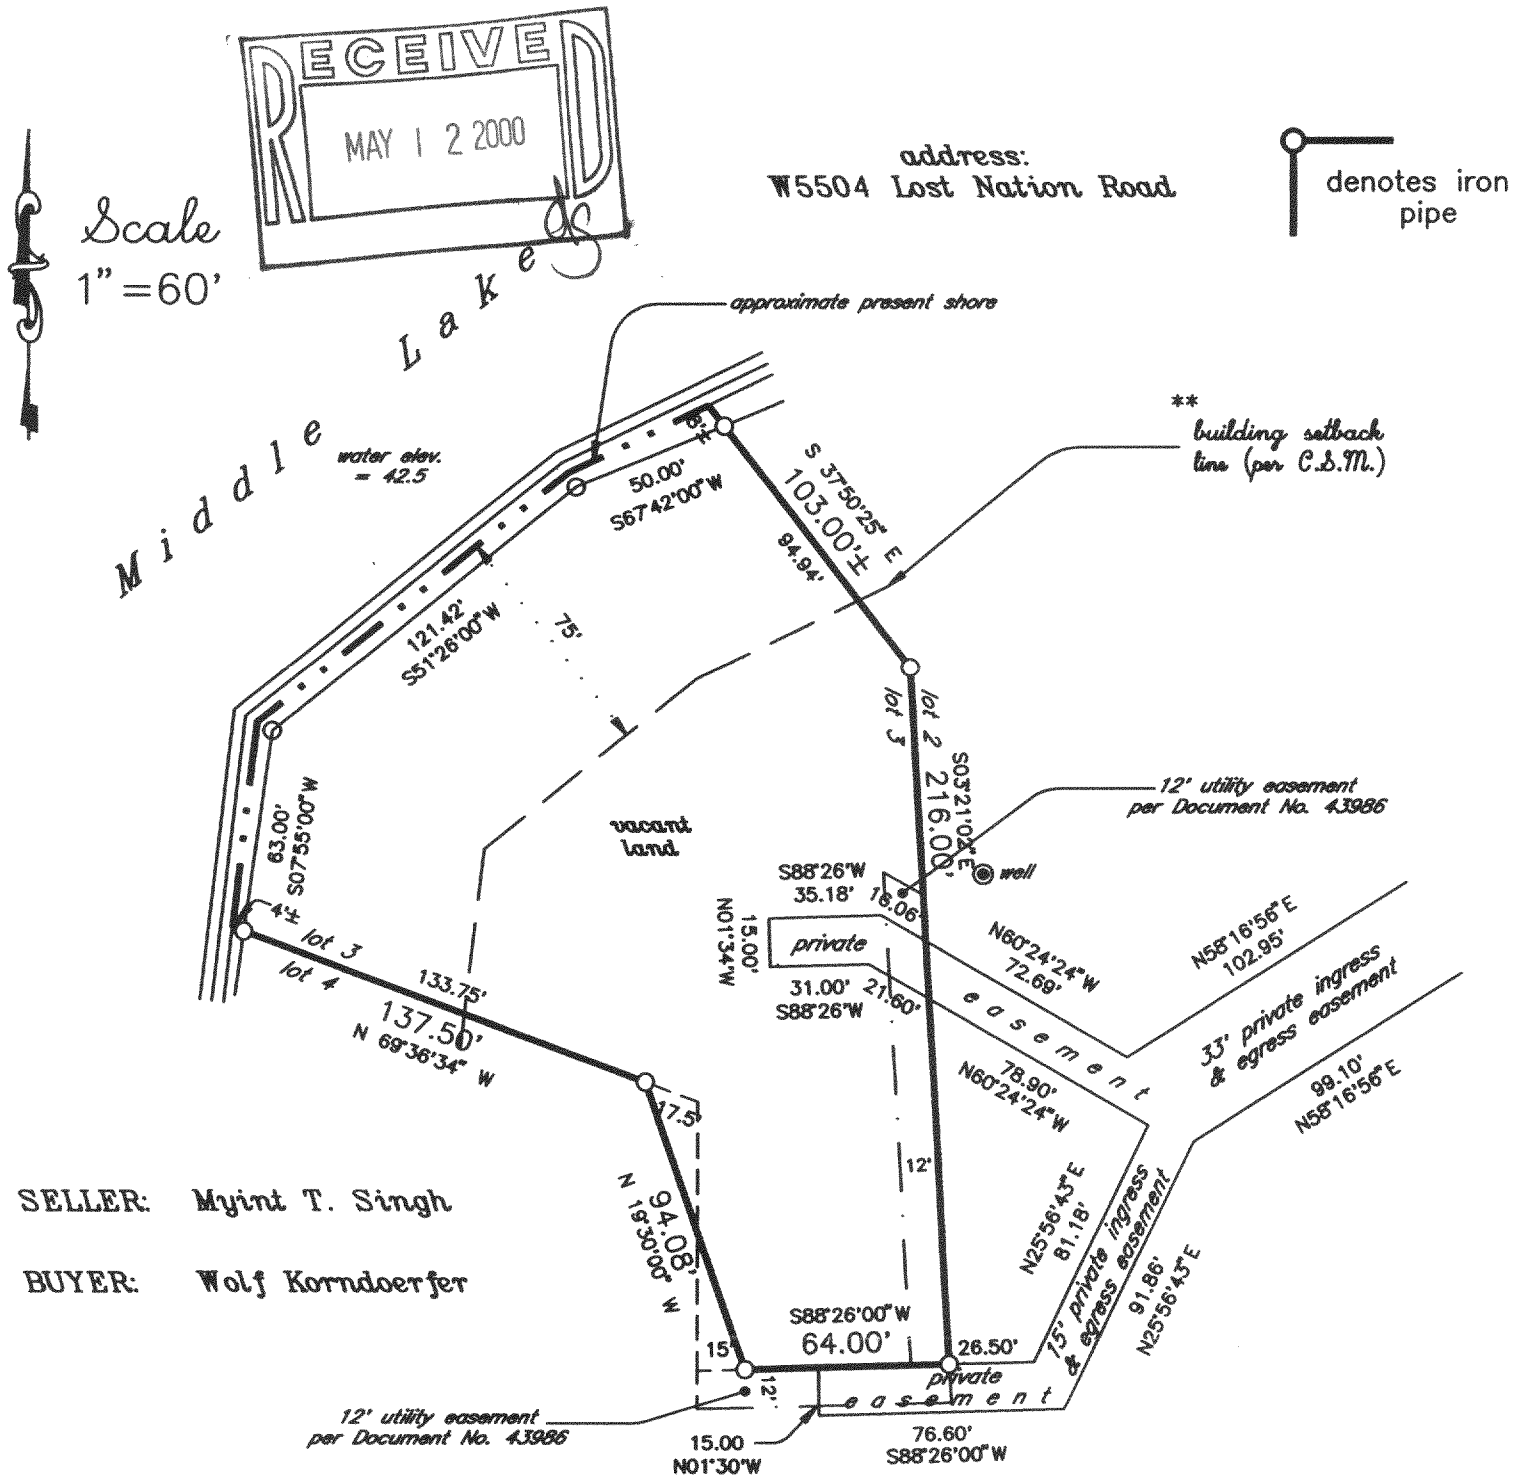 RECEIVED
MAY 12 2000
Scale
1"=60'
address:
W5504 Lost Nation Road
denotes iron
pipe
Middle Lake
approximate present shore
water elev.
= 42.5
**
building setback
line (per C.S.M.)
8'±
50.00'
S67°42'00"W
S 37°50'25" E
103.00'±
94.94'
121.42'
S51°26'00"W
75'
lot 2
lot 3
S03°21'02"E
216.00'
12' utility easement
per Document No. 43986
well
vacant
land
63.00'
S07°55'00"W
4'±
lot 3
lot 4
133.75'
137.50'
N 69°36'34" W
S88°26'W
35.18'
16.06'
N01°34'W
15.00'
private
31.00'
S88°26'W
21.60'
easement
N60°24'24"W
72.69'
N58°16'56"E
102.95'
33' private ingress
& egress easement
99.10'
N58°16'56"E
78.90'
N60°24'24"W
17.5'
12'
N25°56'43"E
81.18'
15' private ingress
& egress easement
91.86'
N25°56'43"E
SELLER: Myint T. Singh
BUYER: Wolf Korndoerfer
94.08'
N 19°30'00" W
S88°26'00"W
64.00'
15'
26.50'
private
easement
12'
12' utility easement
per Document No. 43986
15.00
N01°30'W
76.60'
S88°26'00"W